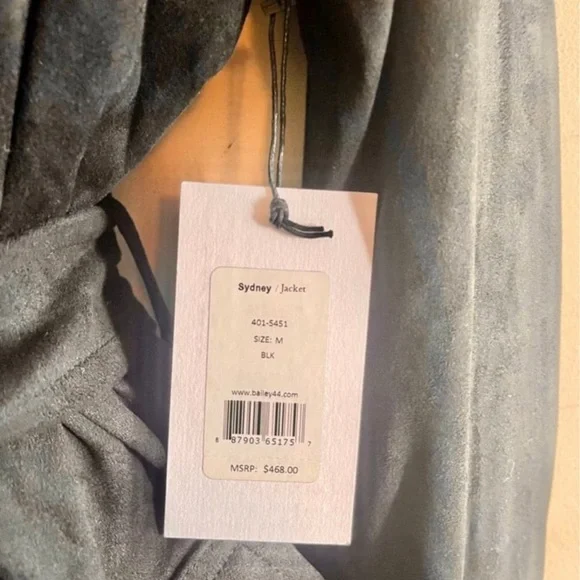 Sydney / Jacket
401-S451
SIZE: M
BLK
www.bailey44.com
8 87903 65175 7
MSRP: $468.00